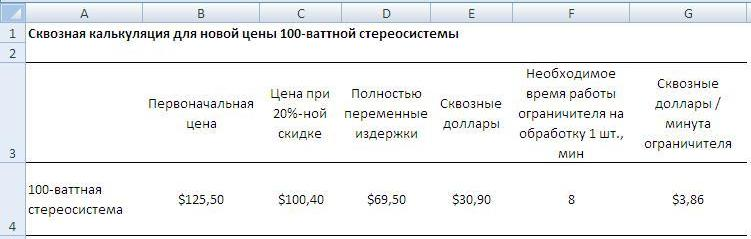 A B C D E F G
1 Сквозная калькуляция для новой цены 100-ваттной стереосистемы
2
Необходимое
Цена при Полностью время работы Сквозные
Первоначальная 20%-ной переменные Сквозные ограничителя на доллары /
цена скидке издержки доллары обработку 1 шт., минута
3 мин ограничителя
100-ваттная
стереосистема $125,50 $100,40 $69,50 $30,90 8 $3,86
4